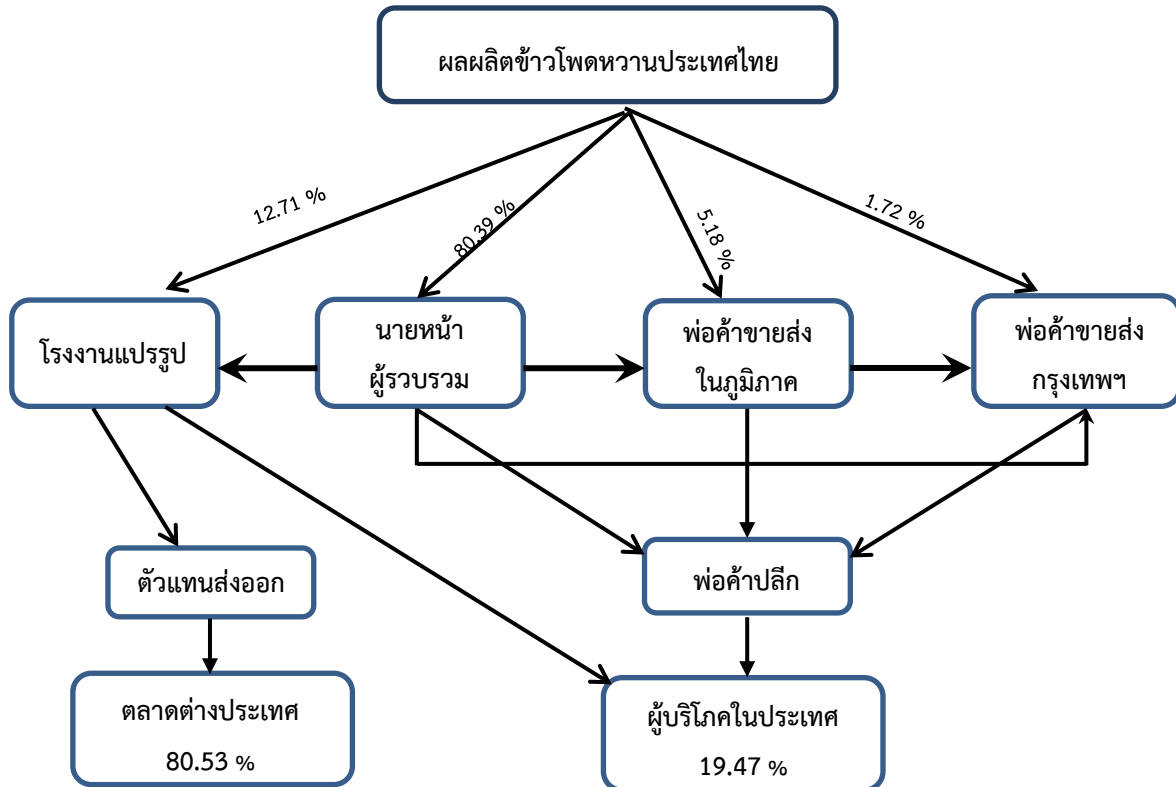 ผลผลิตข้าวโพดหวานประเทศไทย
12.71 %
80.39 %
5.18 %
1.72 %
โรงงานแปรรูป
นายหน้า
ผู้รวบรวม
พ่อค้าขายส่ง
ในภูมิภาค
พ่อค้าขายส่ง
กรุงเทพฯ
ตัวแทนส่งออก
พ่อค้าปลีก
ตลาดต่างประเทศ
80.53 %
ผู้บริโภคในประเทศ
19.47 %